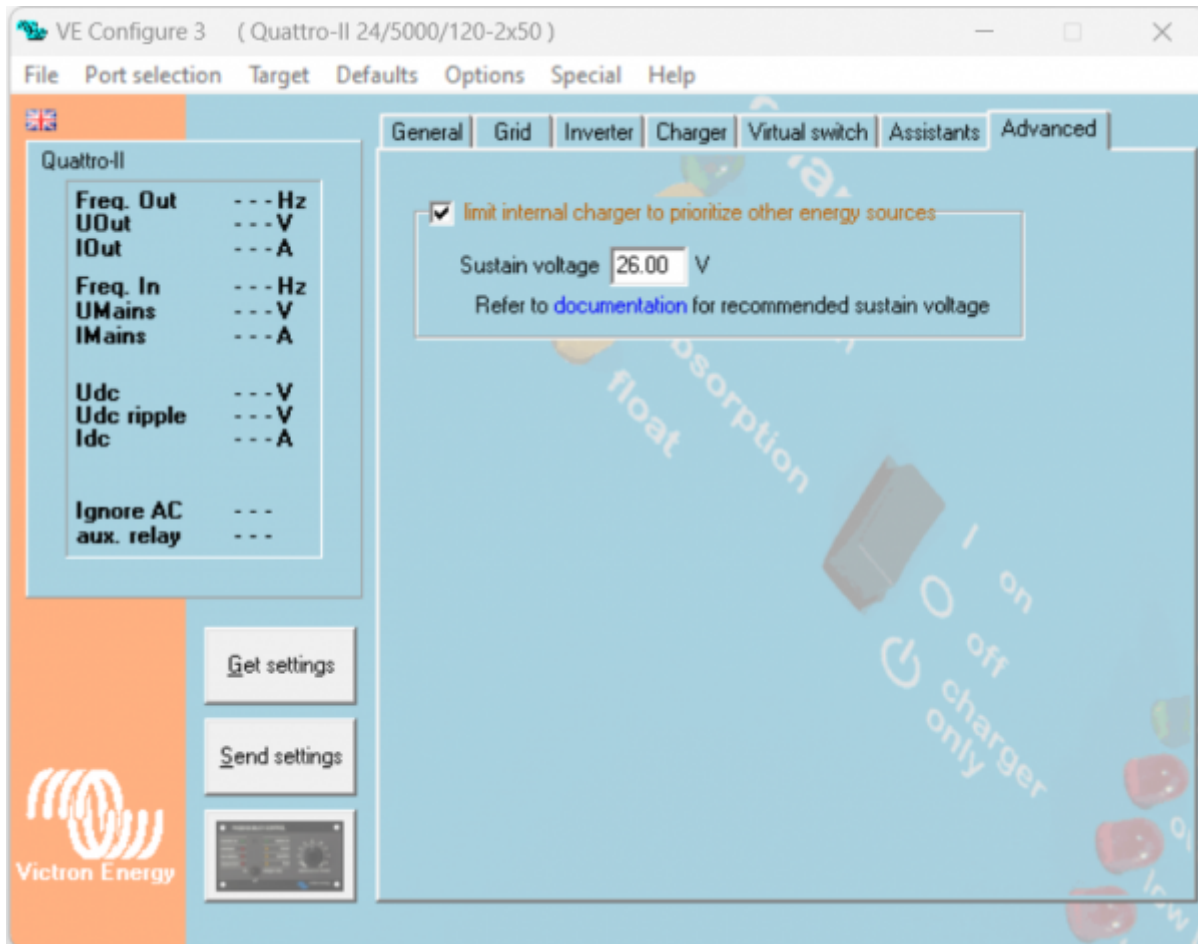 VE Configure 3 ( Quattro-II 24/5000/120-2x50 )
File Port selection Target Defaults Options Special Help
General Grid Inverter Charger Virtual switch Assistants Advanced
Quattro-II
Freq. Out - - - Hz
UOut - - - V
IOut - - - A
Freq. In - - - Hz
UMains - - - V
IMains - - - A
Udc - - - V
Udc ripple - - - V
Idc - - - A
Ignore AC - - -
aux. relay - - -
limit internal charger to prioritize other energy sources
Sustain voltage 26.00 V
Refer to documentation for recommended sustain voltage
float
on
off
charger
only
low
Get settings
Send settings
Victron Energy